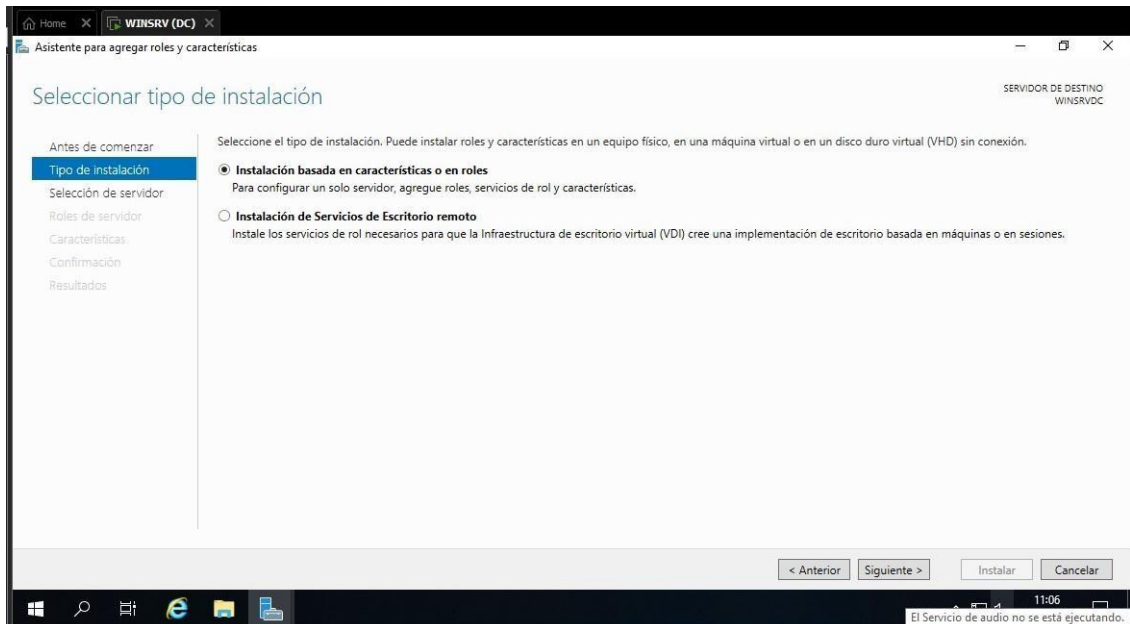 Home
WINSRV (DC)
Asistente para agregar roles y características
Seleccionar tipo de instalación
SERVIDOR DE DESTINO
WINSRVDC
Antes de comenzar
Tipo de instalación
Selección de servidor
Roles de servidor
Características
Confirmación
Resultados
Seleccione el tipo de instalación. Puede instalar roles y características en un equipo físico, en una máquina virtual o en un disco duro virtual (VHD) sin conexión.
Instalación basada en características o en roles
Para configurar un solo servidor, agregue roles, servicios de rol y características.
Instalación de Servicios de Escritorio remoto
Instale los servicios de rol necesarios para que la Infraestructura de escritorio virtual (VDI) cree una implementación de escritorio basada en máquinas o en sesiones.
< Anterior
Siguiente >
Instalar
Cancelar
11:06
El Servicio de audio no se está ejecutando.